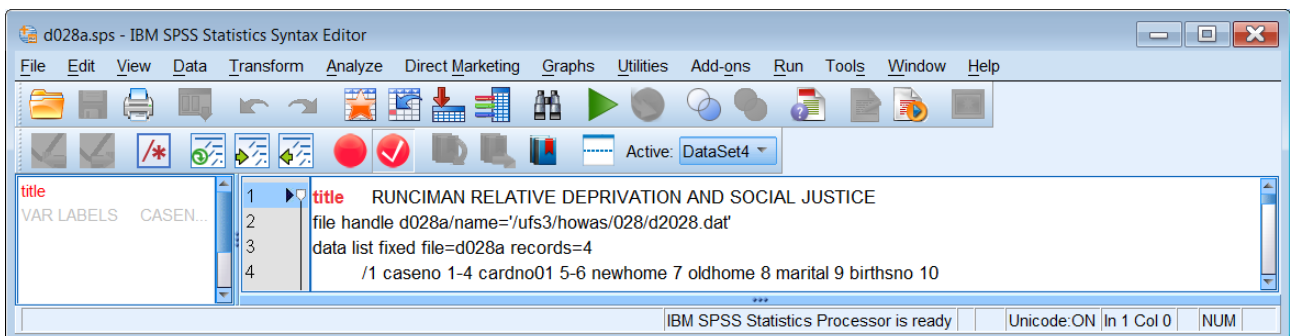 d028a.sps - IBM SPSS Statistics Syntax Editor
File Edit View Data Transform Analyze Direct Marketing Graphs Utilities Add-ons Run Tools Window Help
/* Active: DataSet4
title
VAR LABELS CASEN...
1 title RUNCIMAN RELATIVE DEPRIVATION AND SOCIAL JUSTICE
2 file handle d028a/name='/ufs3/howas/028/d2028.dat'
3 data list fixed file=d028a records=4
4 /1 caseno 1-4 cardno01 5-6 newhome 7 oldhome 8 marital 9 birthsno 10
IBM SPSS Statistics Processor is ready Unicode:ON In 1 Col 0 NUM